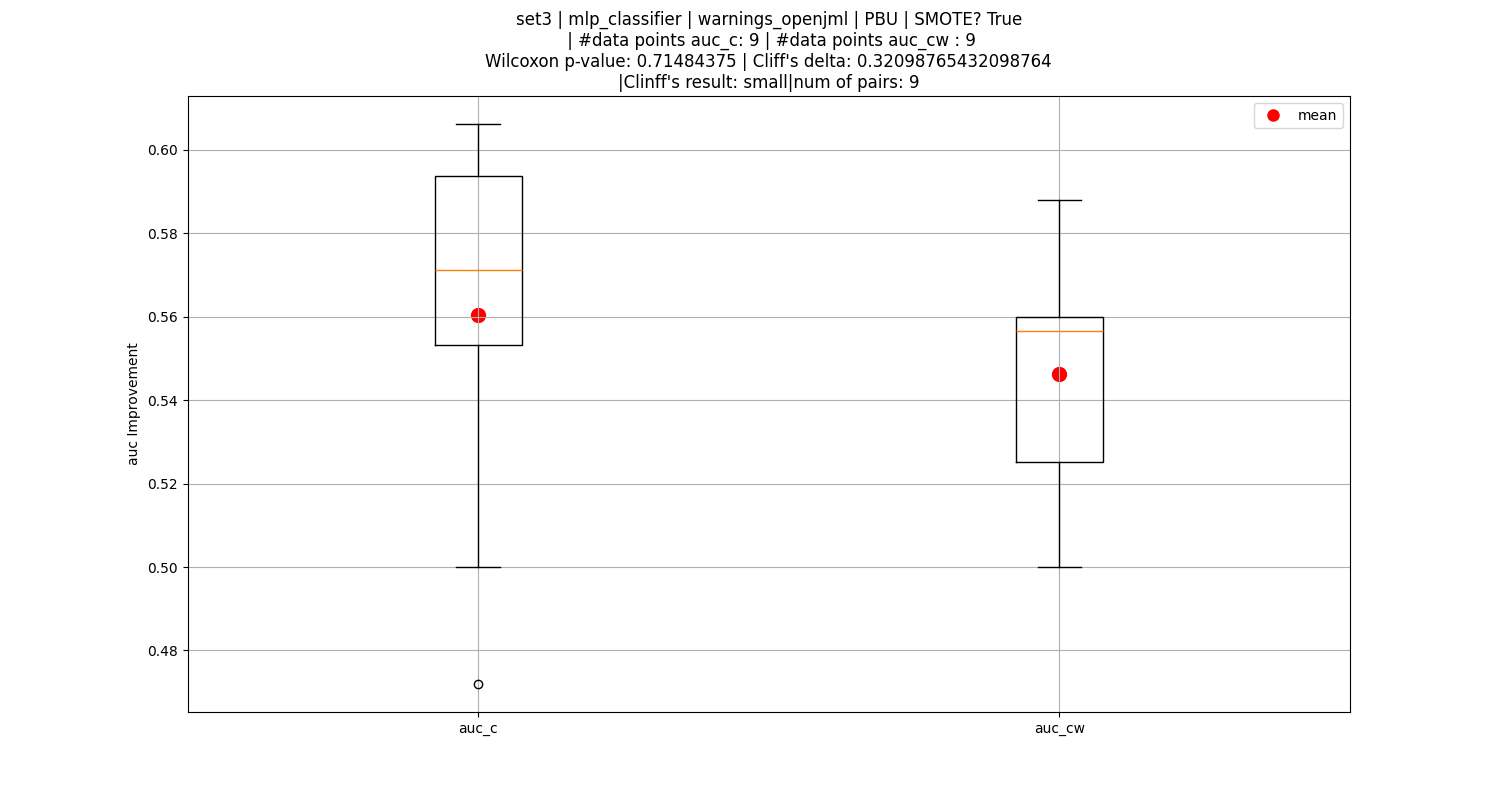 set3 | mlp_classifier | warnings_openjml | PBU | SMOTE? True
| #data points auc_c: 9 | #data points auc_cw : 9
Wilcoxon p-value: 0.71484375 | Cliff's delta: 0.32098765432098764
|Clinff's result: small|num of pairs: 9
mean
0.60
0.58
0.56
0.54
0.52
0.50
0.48
auc Improvement
auc_c
auc_cw